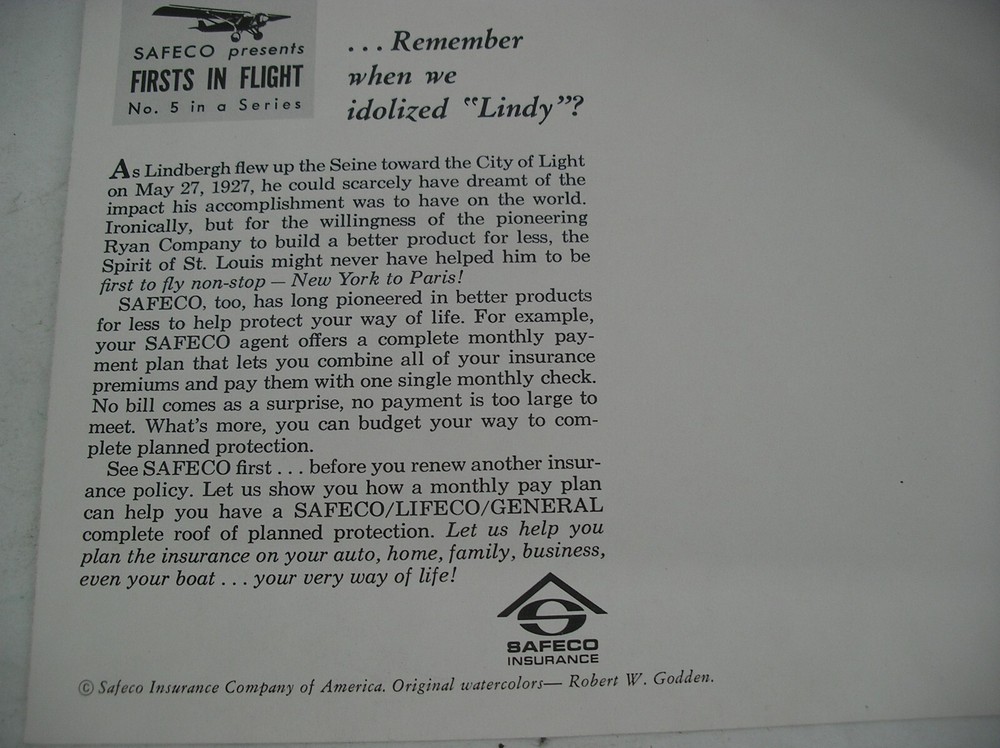 SAFECO presents
FIRSTS IN FLIGHT
No. 5 in a Series
... Remember
when we
idolized "Lindy"?
As Lindbergh flew up the Seine toward the City of Light
on May 27, 1927, he could scarcely have dreamt of the
impact his accomplishment was to have on the world.
Ironically, but for the willingness of the pioneering
Ryan Company to build a better product for less, the
Spirit of St. Louis might never have helped him to be
first to fly non-stop — New York to Paris!
SAFECO, too, has long pioneered in better products
for less to help protect your way of life. For example,
your SAFECO agent offers a complete monthly pay-
ment plan that lets you combine all of your insurance
premiums and pay them with one single monthly check.
No bill comes as a surprise, no payment is too large to
meet. What's more, you can budget your way to com-
plete planned protection.
See SAFECO first ... before you renew another insur-
ance policy. Let us show you how a monthly pay plan
can help you have a SAFECO/LIFECO/GENERAL
complete roof of planned protection. Let us help you
plan the insurance on your auto, home, family, business,
even your boat ... your very way of life!
SAFECO
INSURANCE
© Safeco Insurance Company of America. Original watercolors— Robert W. Godden.